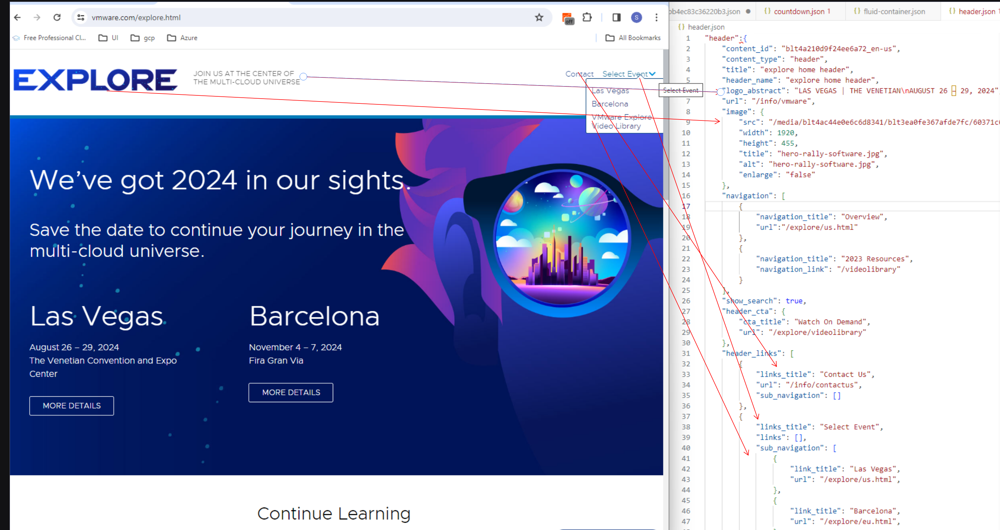 vmware.com/explore.html
off
S
Free Professional Cl...
UI
gcp
Azure
All Bookmarks
EXPLORE
JOIN US AT THE CENTER OF
THE MULTI-CLOUD UNIVERSE
Contact
Select Event
Las Vegas
Barcelona
VMware Explore
Video Library
Select Event
We've got 2024 in our sights.
Save the date to continue your journey in the
multi-cloud universe.
Las Vegas
August 26 – 29, 2024
The Venetian Convention and Expo
Center
MORE DETAILS
Barcelona
November 4 – 7, 2024
Fira Gran Via
MORE DETAILS
Continue Learning
bb4ec83c36220b3.json
{} countdown.json 1
{} fluid-container.json
{} header.json 1
{} header.json
1 "header":{
2 "content_id": "blt4a210d9f24ee6a72_en-us",
3 "content_type": "header",
4 "title": "explore home header",
5 "header_name": "explore home header",
"logo_abstract": "LAS VEGAS | THE VENETIAN\nAUGUST 26 – 29, 2024"
7 "url": "/info/vmware",
8 "image": {
9 "src": "/media/blt4ac44e0e6c6d8341/blt3ea0fe367afde7fc/60371c
10 "width": 1920,
11 "height": 455,
12 "title": "hero-rally-software.jpg",
13 "alt": "hero-rally-software.jpg",
14 "enlarge": "false"
15 },
16 "navigation": [
17 {
18 "navigation_title": "Overview",
19 "url":"/explore/us.html"
20 },
21 {
22 "navigation_title": "2023 Resources",
23 "navigation_link": "/videolibrary"
24 }
25 ],
26 "show_search": true,
27 "header_cta": {
28 "cta_title": "Watch On Demand",
29 "url": "/explore/videolibrary"
30 },
31 "header_links": [
32 {
33 "links_title": "Contact Us",
34 "url": "/info/contactus",
35 "sub_navigation": []
36 },
37 {
38 "links_title": "Select Event",
39 "links": [],
40 "sub_navigation": [
41 {
42 "link_title": "Las Vegas",
43 "url": "/explore/us.html",
44 },
45 {
46 "link_title": "Barcelona",
47 "url": "/explore/eu.html",